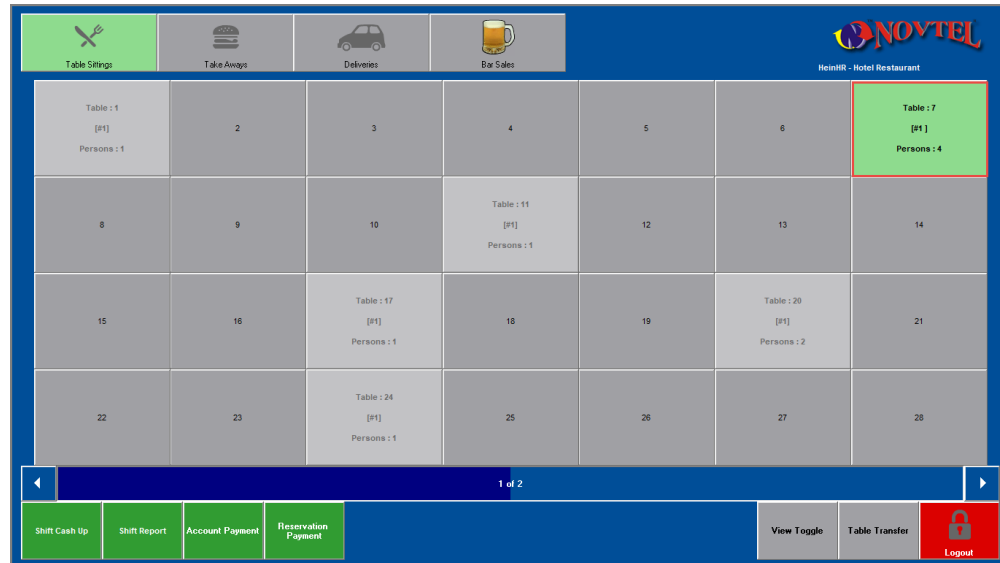 Table Sittings
Take Aways
Deliveries
Bar Sales
NOVTEL
HeinHR - Hotel Restaurant
Table : 1
[#1]
Persons : 1
2
3
4
5
6
Table : 7
[#1 ]
Persons : 4
8
9
10
Table : 11
[#1]
Persons : 1
12
13
14
15
16
Table : 17
[#1]
Persons : 1
18
19
Table : 20
[#1]
Persons : 2
21
22
23
Table : 24
[#1]
Persons : 1
25
26
27
28
1 of 2
Shift Cash Up
Shift Report
Account Payment
Reservation
Payment
View Toggle
Table Transfer
Logout